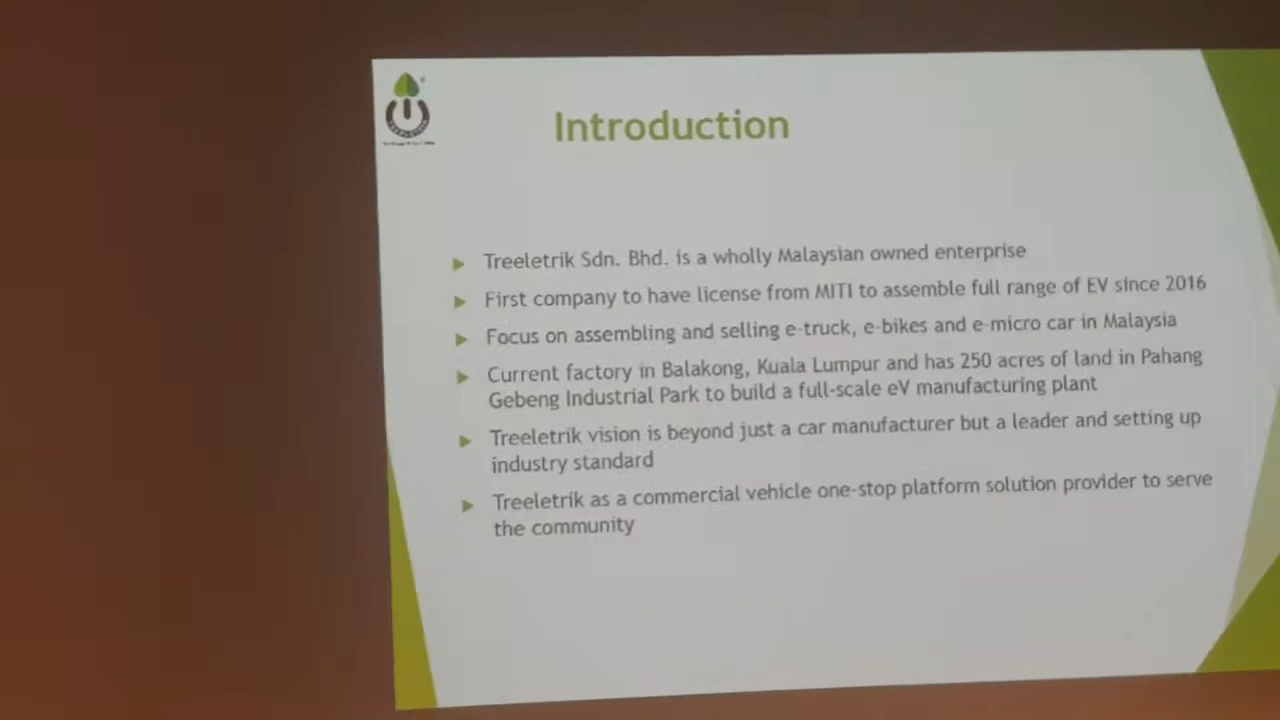 Introduction
Treeletrik Sdn. Bhd. is a wholly Malaysian owned enterprise
First company to have license from MITI to assemble full range of EV since 2016
Focus on assembling and selling e-truck, e-bikes and e-micro car in Malaysia
Current factory in Balakong, Kuala Lumpur and has 250 acres of land in Pahang
Gebeng Industrial Park to build a full-scale eV manufacturing plant
Treeletrik vision is beyond just a car manufacturer but a leader and setting up
industry standard
Treeletrik as a commercial vehicle one-stop platform solution provider to serve
the community